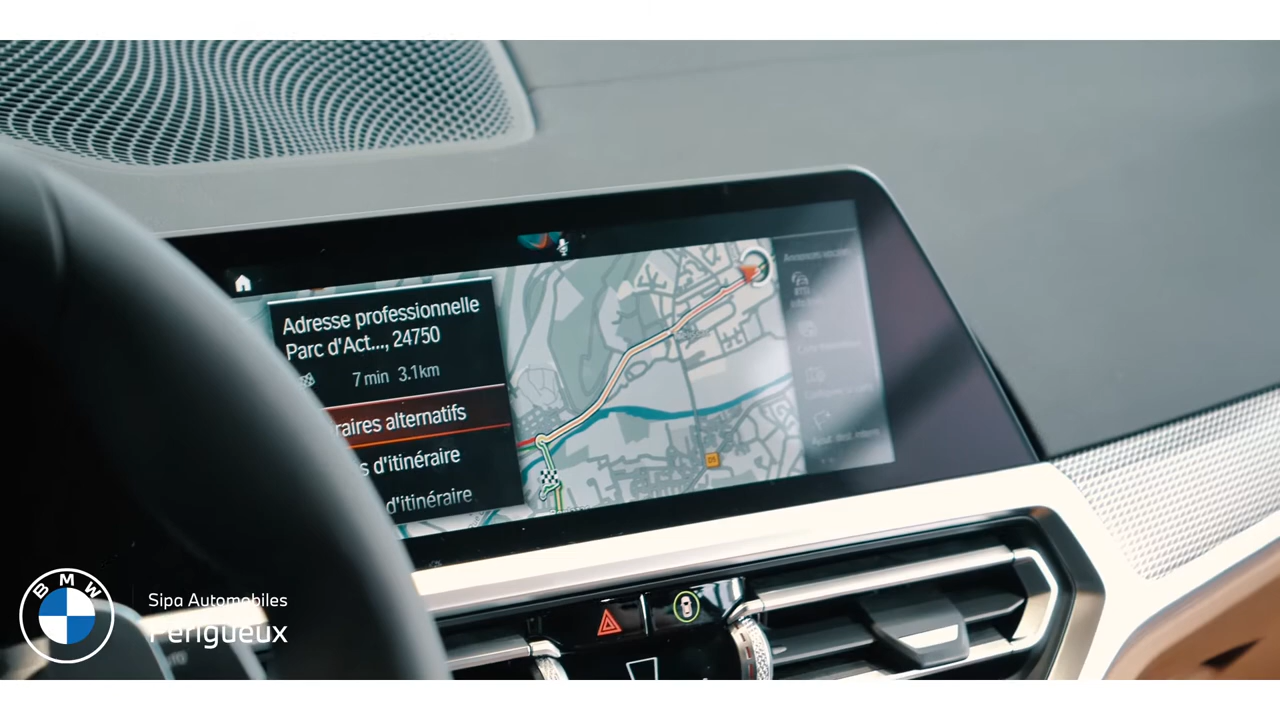 Adresse professionnelle
Parc d'Act..., 24750
7 min 3.1km
raires alternatifs
s d'itinéraire
d'itinéraire
BMW
Sipa Automobiles
Périgueux